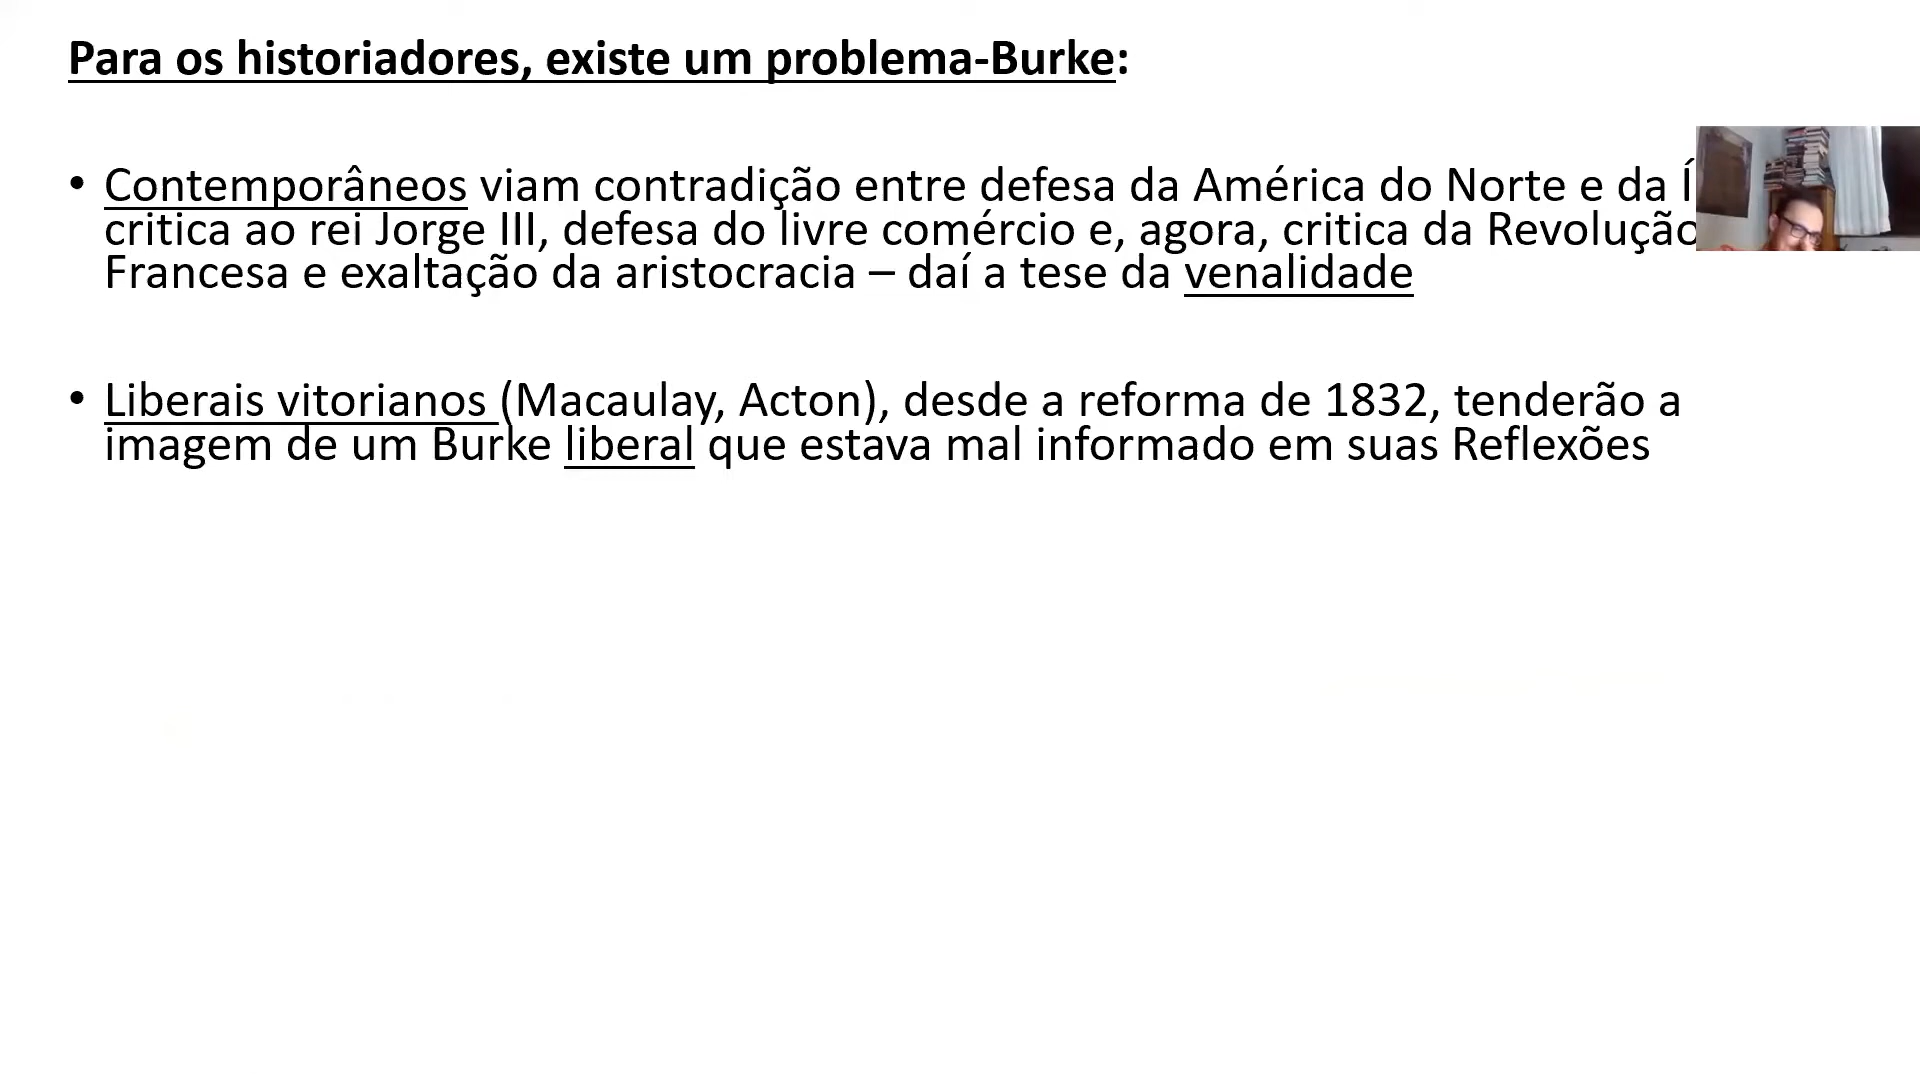 Para os historiadores, existe um problema-Burke:
• Contemporâneos viam contradição entre defesa da América do Norte e da
critica ao rei Jorge III, defesa do livre comércio e, agora, critica da Revolução
Francesa e exaltação da aristocracia – daí a tese da venalidade
• Liberais vitorianos (Macaulay, Acton), desde a reforma de 1832, tenderão a
imagem de um Burke liberal que estava mal informado em suas Reflexões